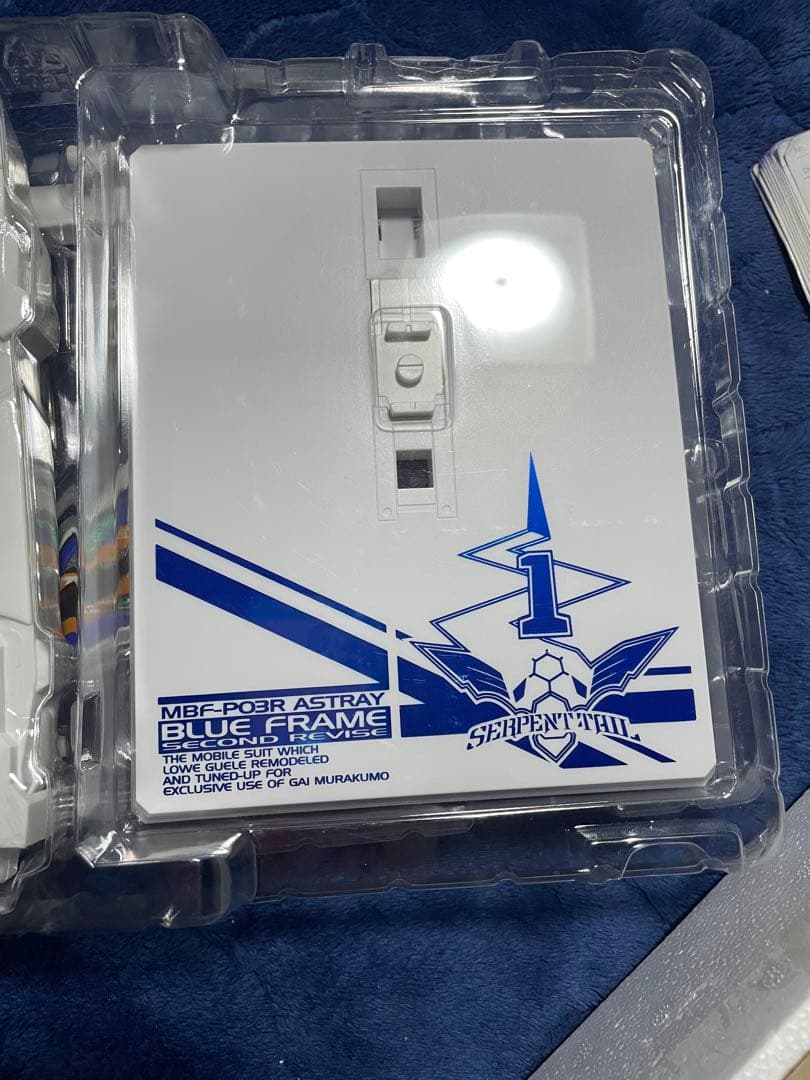 1
SERPENT TAIL
MBF-P03R ASTRAY
BLUE FRAME
SECOND REVISE
THE MOBILE SUIT WHICH
LOWE GUELE REMODELED
AND TUNED-UP FOR
EXCLUSIVE USE OF GAI MURAKUMO